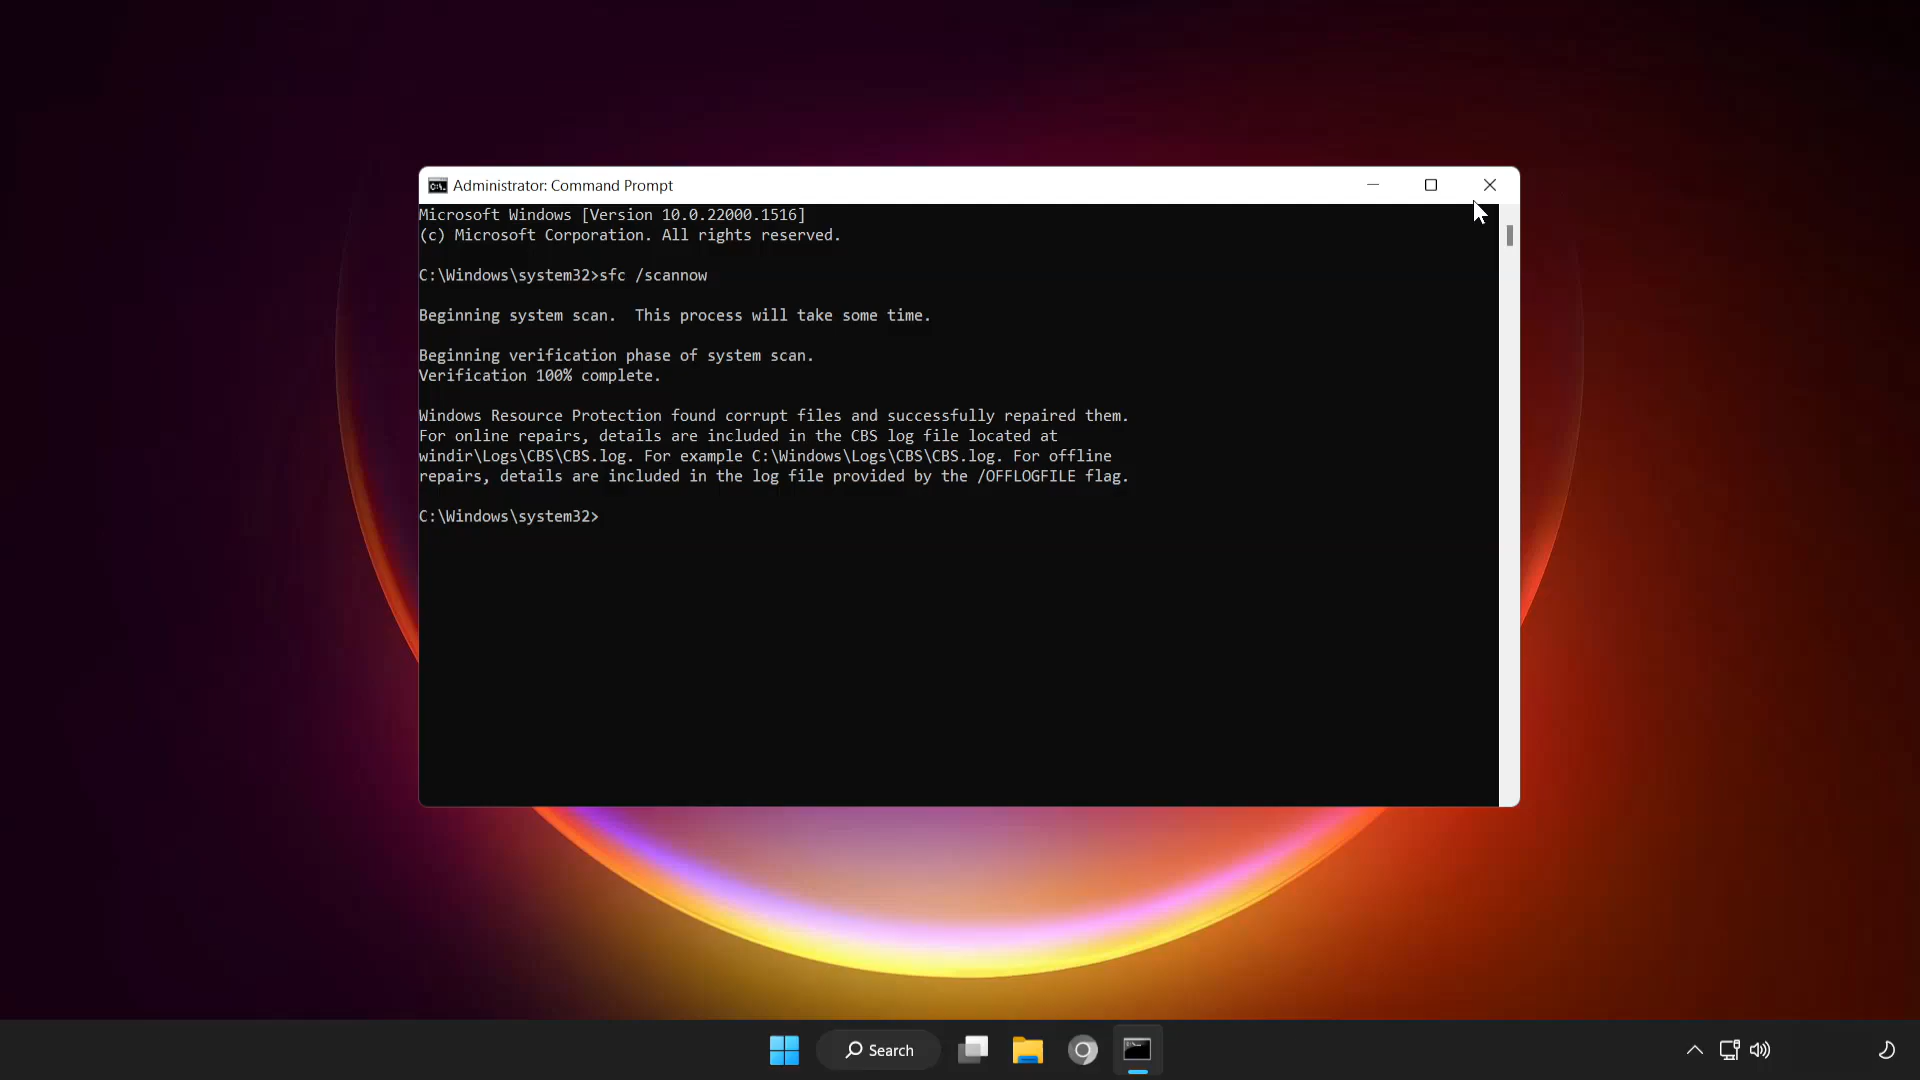 Administrator: Command Prompt
Microsoft Windows [Version 10.0.22000.1516]
(c) Microsoft Corporation. All rights reserved.
C:\Windows\system32>sfc /scannow
Beginning system scan.  This process will take some time.
Beginning verification phase of system scan.
Verification 100% complete.
Windows Resource Protection found corrupt files and successfully repaired them.
For online repairs, details are included in the CBS log file located at
windir\Logs\CBS\CBS.log. For example C:\Windows\Logs\CBS\CBS.log. For offline
repairs, details are included in the log file provided by the /OFFLOGFILE flag.
C:\Windows\system32>
Search